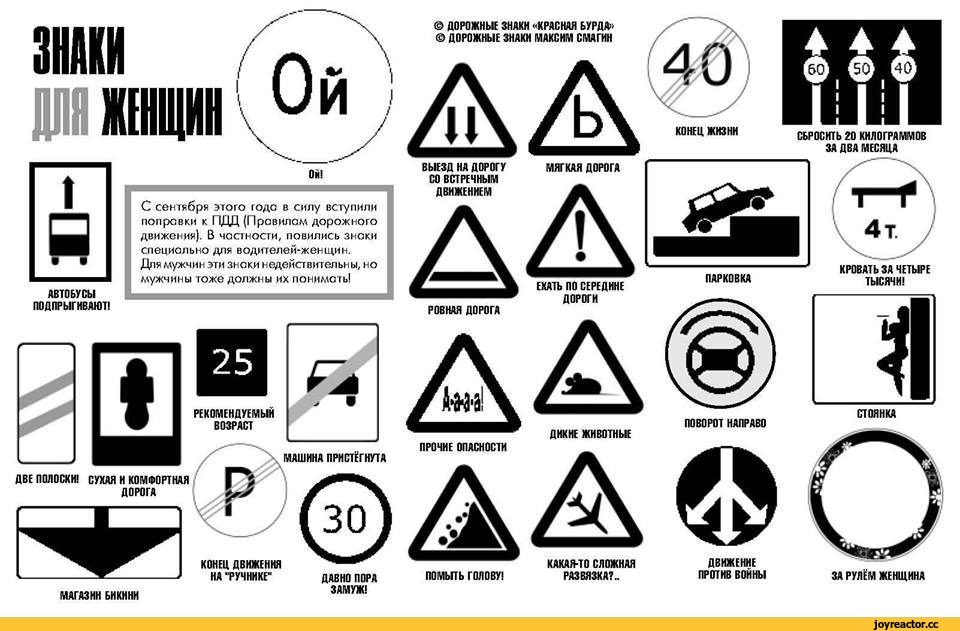 ЗНАКИ
ДЛЯ ЖЕНЩИН
Ой
Ой!
© ДОРОЖНЫЕ ЗНАКИ «КРАСНАЯ БУРДА»
© ДОРОЖНЫЕ ЗНАКИ МАКСИМ СМАГИН
ВЫЕЗД НА ДОРОГУ
СО ВСТРЕЧНЫМ
ДВИЖЕНИЕМ
Ь
МЯГКАЯ ДОРОГА
40
КОНЕЦ ЖИЗНИ
60 50 40
СБРОСИТЬ 20 КИЛОГРАММОВ
ЗА ДВА МЕСЯЦА
АВТОБУСЫ
ПОДПРЫГИВАЮТ!
С сентября этого года в силу вступили
поправки к ПДД (Правилам дорожного
движения). В частности, повились знаки
специально для водителей-женщин.
Для мужчин эти знаки недействительны, но
мужчины тоже должны их понимать!
РОВНАЯ ДОРОГА
!
ЕХАТЬ ПО СЕРЕДИНЕ
ДОРОГИ
ПАРКОВКА
4 т.
КРОВАТЬ ЗА ЧЕТЫРЕ
ТЫСЯЧИ!
ДВЕ ПОЛОСКИ!
СУХАЯ И КОМФОРТНАЯ
ДОРОГА
25
РЕКОМЕНДУЕМЫЙ
ВОЗРАСТ
МАШИНА ПРИСТЁГНУТА
А-а-а-а!
ПРОЧИЕ ОПАСНОСТИ
ДИКИЕ ЖИВОТНЫЕ
ПОВОРОТ НАПРАВО
СТОЯНКА
МАГАЗИН БИКИНИ
Р
КОНЕЦ ДВИЖЕНИЯ
НА "РУЧНИКЕ"
30
ДАВНО ПОРА
ЗАМУЖ!
ПОМЫТЬ ГОЛОВУ!
КАКАЯ-ТО СЛОЖНАЯ
РАЗВЯЗКА?..
ДВИЖЕНИЕ
ПРОТИВ ВОЙНЫ
ЗА РУЛЁМ ЖЕНЩИНА
joyreactor.cc